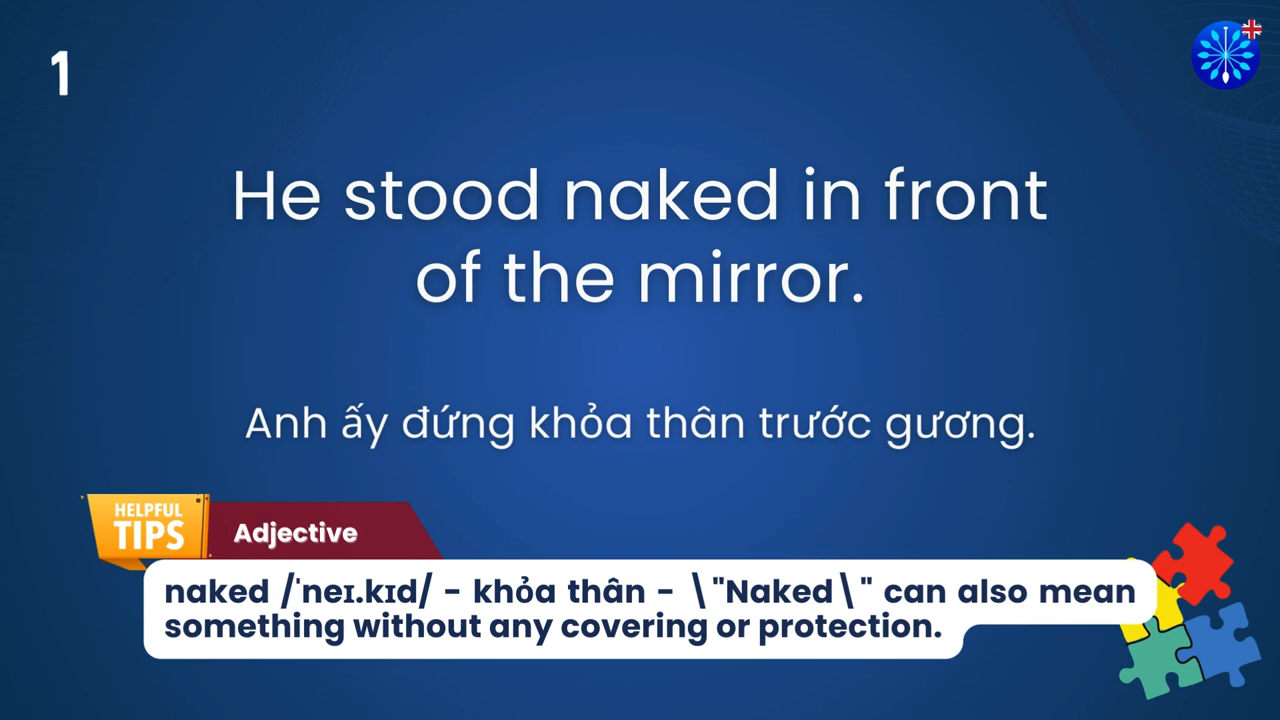 1
He stood naked in front
of the mirror.
Anh ấy đứng khỏa thân trước gương.
HELPFUL
TIPS
Adjective
naked /ˈneɪ.kɪd/ - khỏa thân - \"Naked\" can also mean
something without any covering or protection.